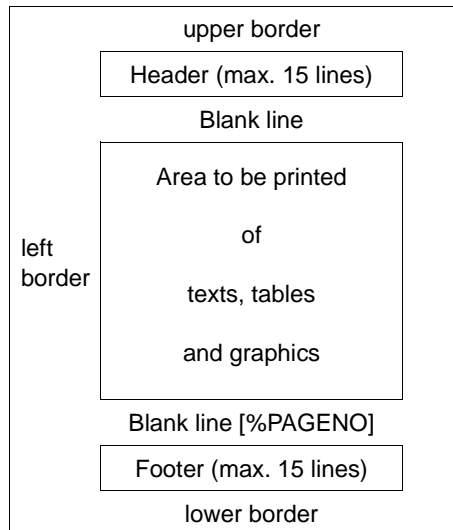 upper border
Header (max. 15 lines)
Blank line
Area to be printed
of
left
border
texts, tables
and graphics
Blank line [%PAGENO]
Footer (max. 15 lines)
lower border